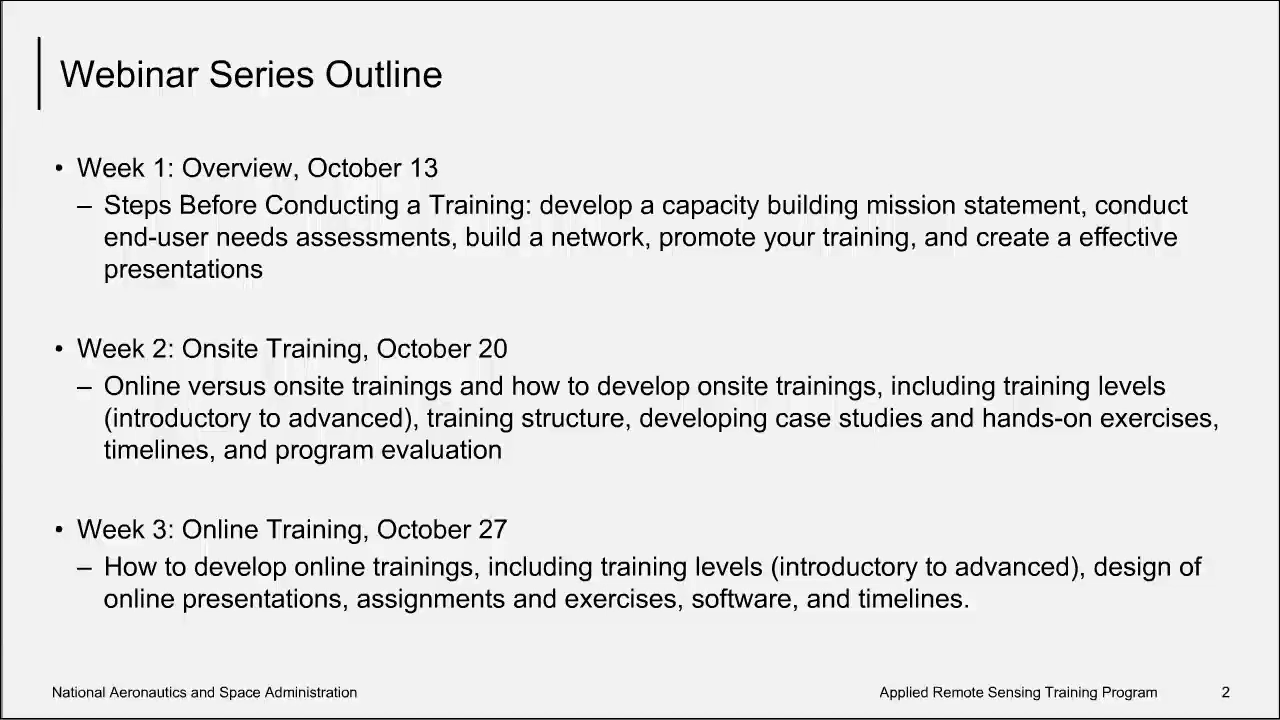 Webinar Series Outline
• Week 1: Overview, October 13
– Steps Before Conducting a Training: develop a capacity building mission statement, conduct
end-user needs assessments, build a network, promote your training, and create a effective
presentations
• Week 2: Onsite Training, October 20
– Online versus onsite trainings and how to develop onsite trainings, including training levels
(introductory to advanced), training structure, developing case studies and hands-on exercises,
timelines, and program evaluation
• Week 3: Online Training, October 27
– How to develop online trainings, including training levels (introductory to advanced), design of
online presentations, assignments and exercises, software, and timelines.
National Aeronautics and Space Administration
Applied Remote Sensing Training Program
2